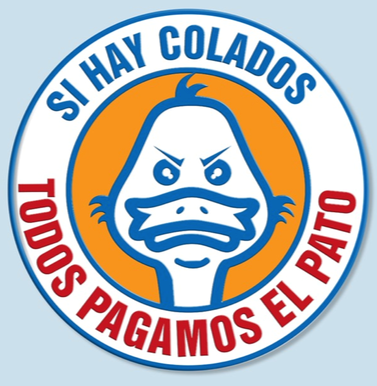 SI HAY COLADOS
TODOS PAGAMOS EL PATO